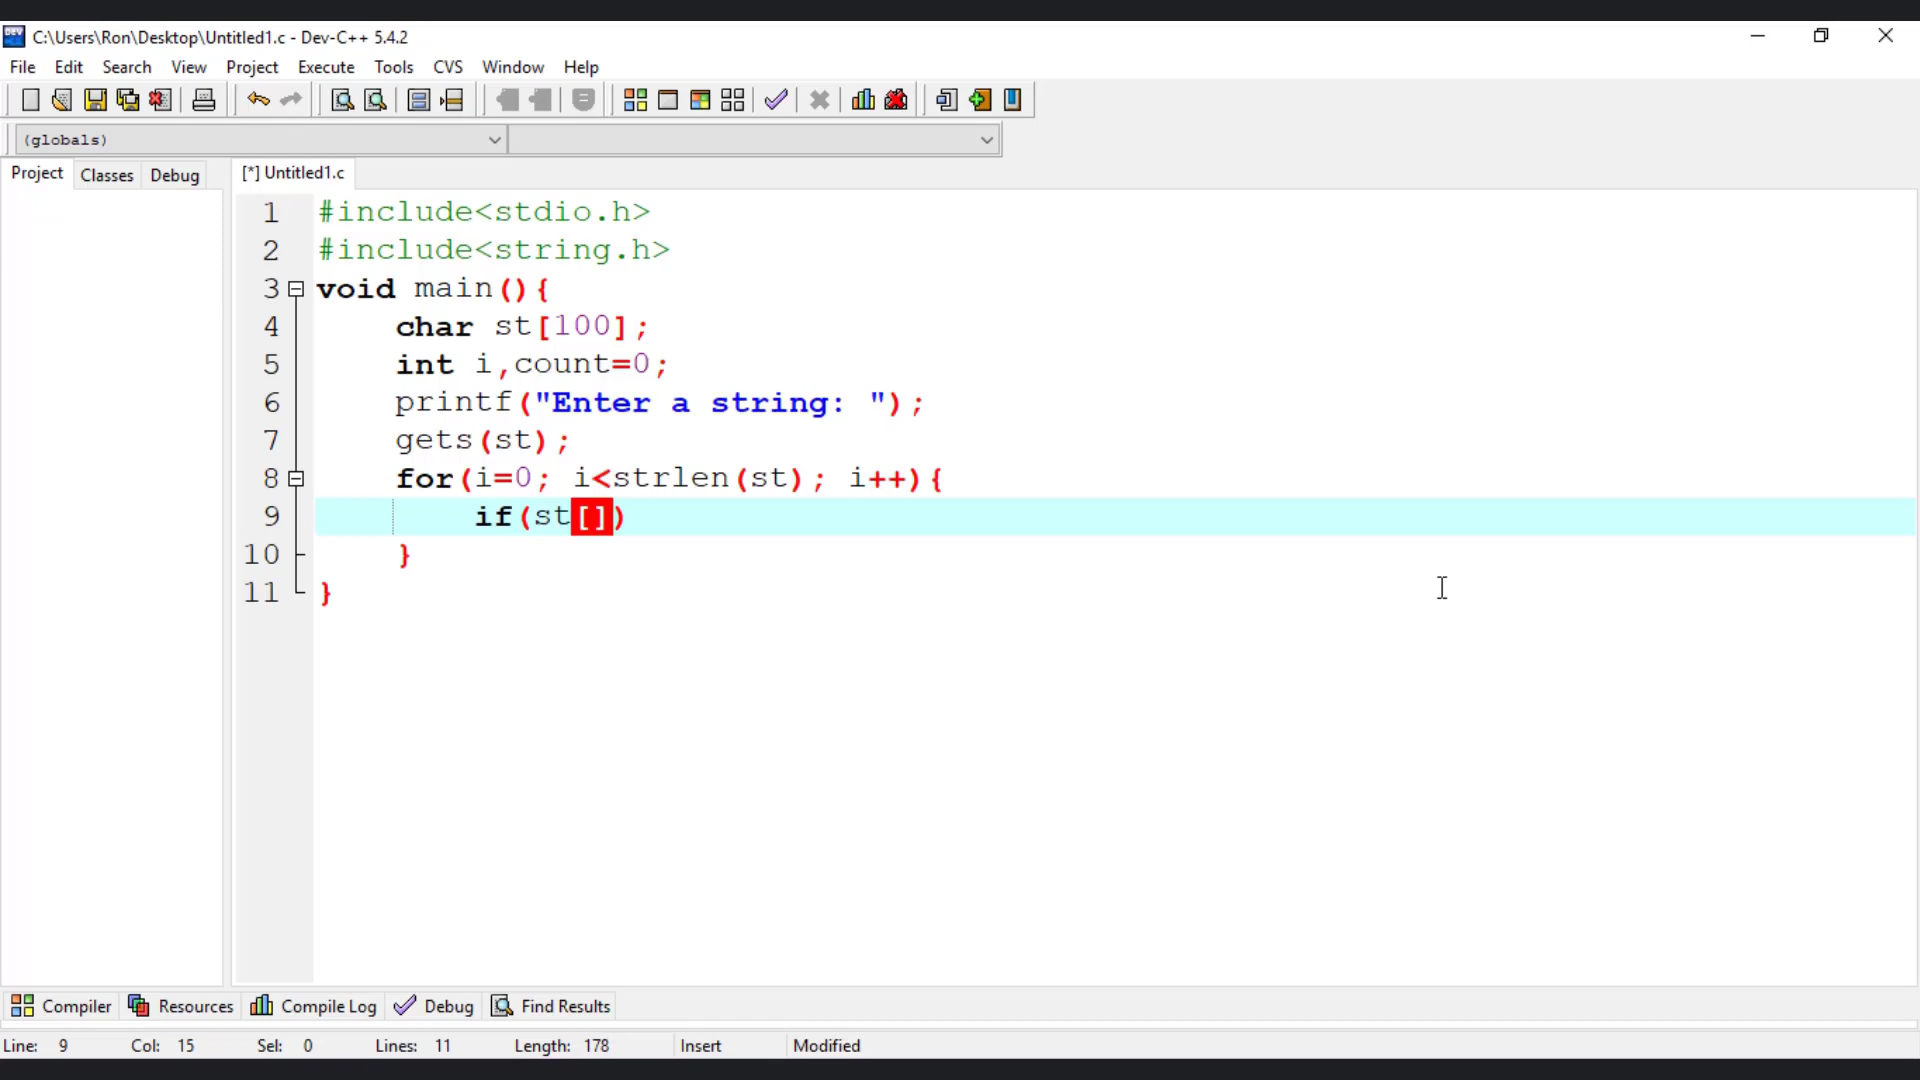 C:\Users\Ron\Desktop\Untitled1.c - Dev-C++ 5.4.2
File Edit Search View Project Execute Tools CVS Window Help
(globals)
Project Classes Debug [*] Untitled1.c
1 #include<stdio.h>
2 #include<string.h>
3 void main(){
4 char st[100];
5 int i,count=0;
6 printf("Enter a string: ");
7 gets(st);
8 for(i=0; i<strlen(st); i++){
9 if(st[])
10 }
11 }
Compiler Resources Compile Log Debug Find Results
Line: 9 Col: 15 Sel: 0 Lines: 11 Length: 178 Insert Modified